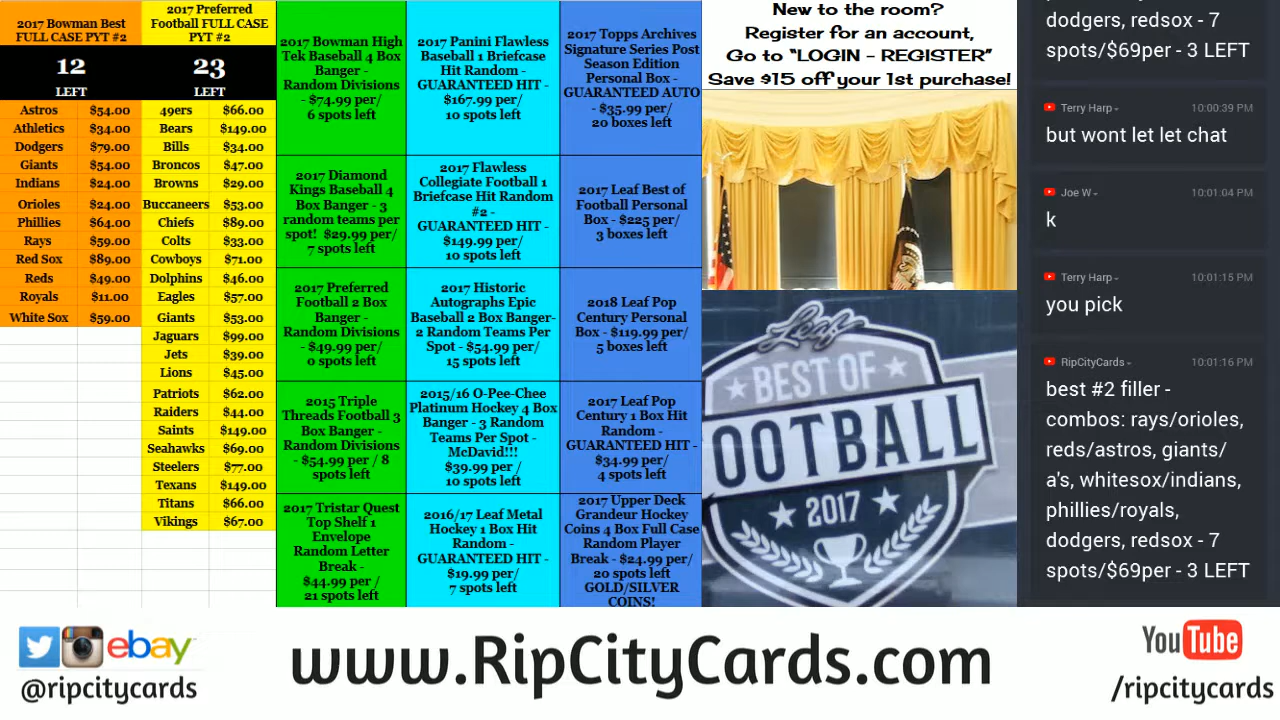 2017 Bowman Best
FULL CASE PYT #2
12
LEFT
Astros $54.00
Athletics $34.00
Dodgers $79.00
Giants $54.00
Indians $24.00
Orioles $24.00
Phillies $64.00
Rays $59.00
Red Sox $89.00
Reds $49.00
Royals $11.00
White Sox $59.00
2017 Preferred
Football FULL CASE
PYT #2
23
LEFT
49ers $66.00
Bears $149.00
Bills $34.00
Broncos $47.00
Browns $29.00
Buccaneers $53.00
Chiefs $89.00
Colts $33.00
Cowboys $71.00
Dolphins $46.00
Eagles $57.00
Giants $53.00
Jaguars $99.00
Jets $39.00
Lions $45.00
Patriots $62.00
Raiders $44.00
Saints $149.00
Seahawks $69.00
Steelers $77.00
Texans $149.00
Titans $66.00
Vikings $67.00
2017 Bowman High
Tek Baseball 4 Box
Banger -
Random Divisions
- $74.99 per/
6 spots left
2017 Diamond
Kings Baseball 4
Box Banger - 3
random teams per
spot! $29.99 per/
7 spots left
2017 Preferred
Football 2 Box
Banger -
Random Divisions
- $49.99 per/
0 spots left
2015 Triple
Threads Football 3
Box Banger -
Random Divisions
- $54.99 per / 8
spots left
2017 Tristar Quest
Top Shelf 1
Envelope
Random Letter
Break -
$44.99 per /
21 spots left
2017 Panini Flawless
Baseball 1 Briefcase
Hit Random -
GUARANTEED HIT -
$167.99 per/
10 spots left
2017 Flawless
Collegiate Football 1
Briefcase Hit Random
#2 -
GUARANTEED HIT -
$149.99 per/
10 spots left
2017 Historic
Autographs Epic
Baseball 2 Box Banger-
2 Random Teams Per
Spot - $54.99 per/
15 spots left
2015/16 O-Pee-Chee
Platinum Hockey 4 Box
Banger - 3 Random
Teams Per Spot -
McDavid!!!
$39.99 per /
10 spots left
2016/17 Leaf Metal
Hockey 1 Box Hit
Random -
GUARANTEED HIT -
$19.99 per/
7 spots left
2017 Topps Archives
Signature Series Post
Season Edition
Personal Box -
GUARANTEED AUTO
- $35.99 per/
20 boxes left
2017 Leaf Best of
Football Personal
Box - $225 per/
3 boxes left
2018 Leaf Pop
Century Personal
Box - $119.99 per/
5 boxes left
2017 Leaf Pop
Century 1 Box Hit
Random -
GUARANTEED HIT -
$34.99 per/
4 spots left
2017 Upper Deck
Grandeur Hockey
Coins 4 Box Full Case
Random Player
Break - $24.99 per/
20 spots left
GOLD/SILVER
COINS!
New to the room?
Register for an account,
Go to “LOGIN - REGISTER”
Save $15 off your 1st purchase!
Leaf
BEST OF
OOTBALL
2017
dodgers, redsox - 7
spots/$69per - 3 LEFT
Terry Harp 10:00:39 PM
but wont let let chat
Joe W 10:01:04 PM
k
Terry Harp 10:01:15 PM
you pick
RipCityCards 10:01:16 PM
best #2 filler -
combos: rays/orioles,
reds/astros, giants/
a's, whitesox/indians,
phillies/royals,
dodgers, redsox - 7
spots/$69per - 3 LEFT
ebay
@ripcitycards
www.RipCityCards.com
YouTube
/ripcitycards